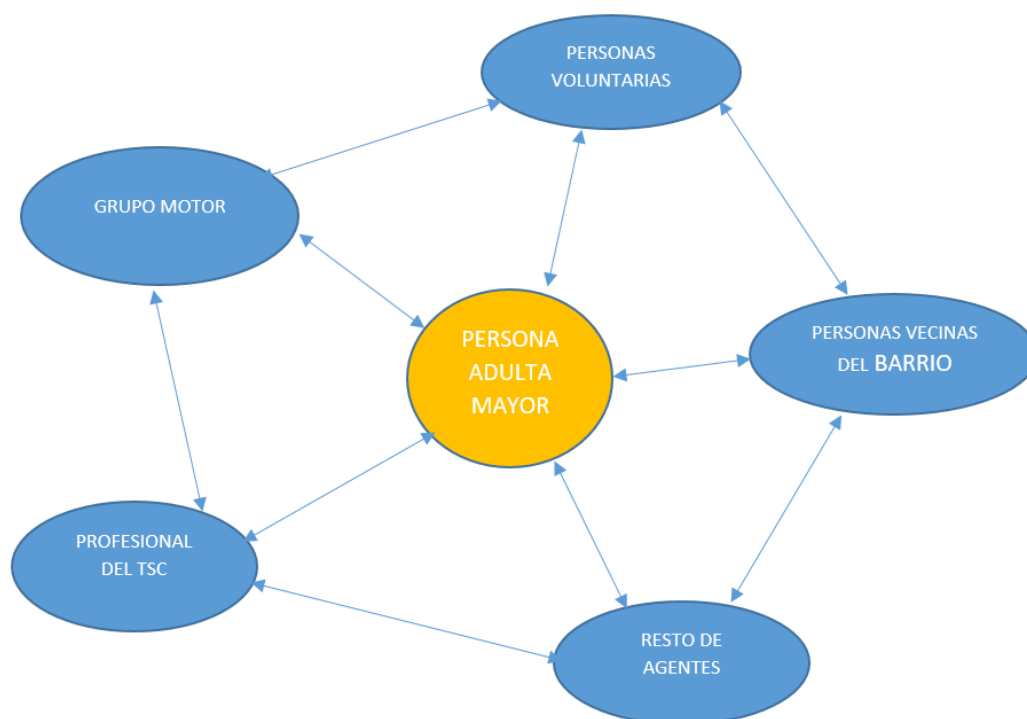 PERSONAS
VOLUNTARIAS
GRUPO MOTOR
PERSONA
ADULTA
MAYOR
PERSONAS VECINAS
DEL BARRIO
PROFESIONAL
DEL TSC
RESTO DE
AGENTES